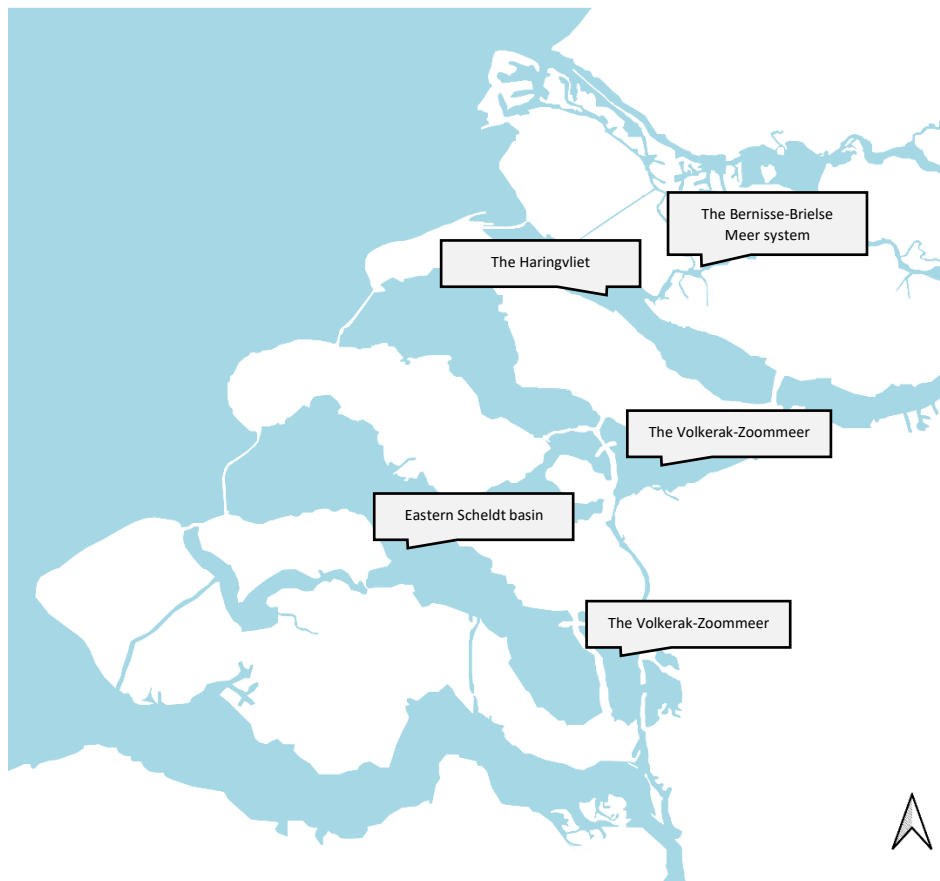 The Bernisse-Brielse
Meer system
The Haringvliet
The Volkerak-Zoommeer
Eastern Scheldt basin
The Volkerak-Zoommeer